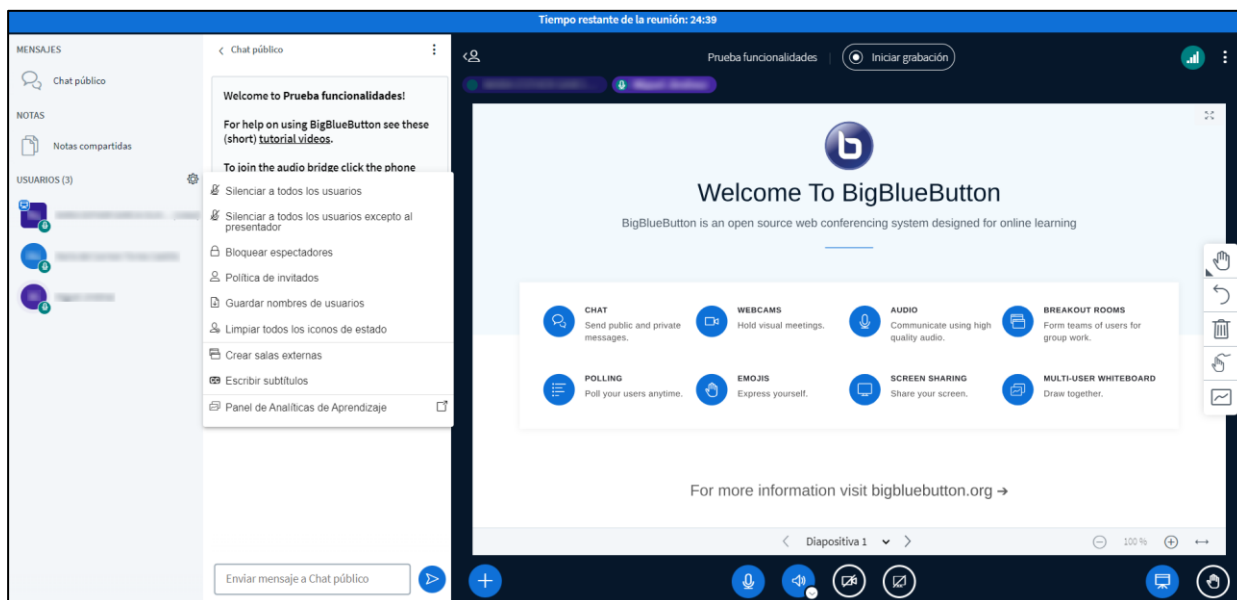 Tiempo restante de la reunión: 24:39
MENSAJES
Chat público
NOTAS
Notas compartidas
USUARIOS (3)
Chat público
Welcome to Prueba funcionalidades!
For help on using BigBlueButton see these
(short) tutorial videos.
To join the audio bridge click the phone
Silenciar a todos los usuarios
Silenciar a todos los usuarios excepto al
presentador
Bloquear espectadores
Política de invitados
Guardar nombres de usuarios
Limpiar todos los iconos de estado
Crear salas externas
Escribir subtítulos
Panel de Analíticas de Aprendizaje
Enviar mensaje a Chat público
Prueba funcionalidades
Iniciar grabación
Welcome To BigBlueButton
BigBlueButton is an open source web conferencing system designed for online learning
CHAT
Send public and private
messages.
WEBCAMS
Hold visual meetings.
AUDIO
Communicate using high
quality audio.
BREAKOUT ROOMS
Form teams of users for
group work.
POLLING
Poll your users anytime.
EMOJIS
Express yourself.
SCREEN SHARING
Share your screen.
MULTI-USER WHITEBOARD
Draw together.
For more information visit bigbluebutton.org →
Diapositiva 1
100 %